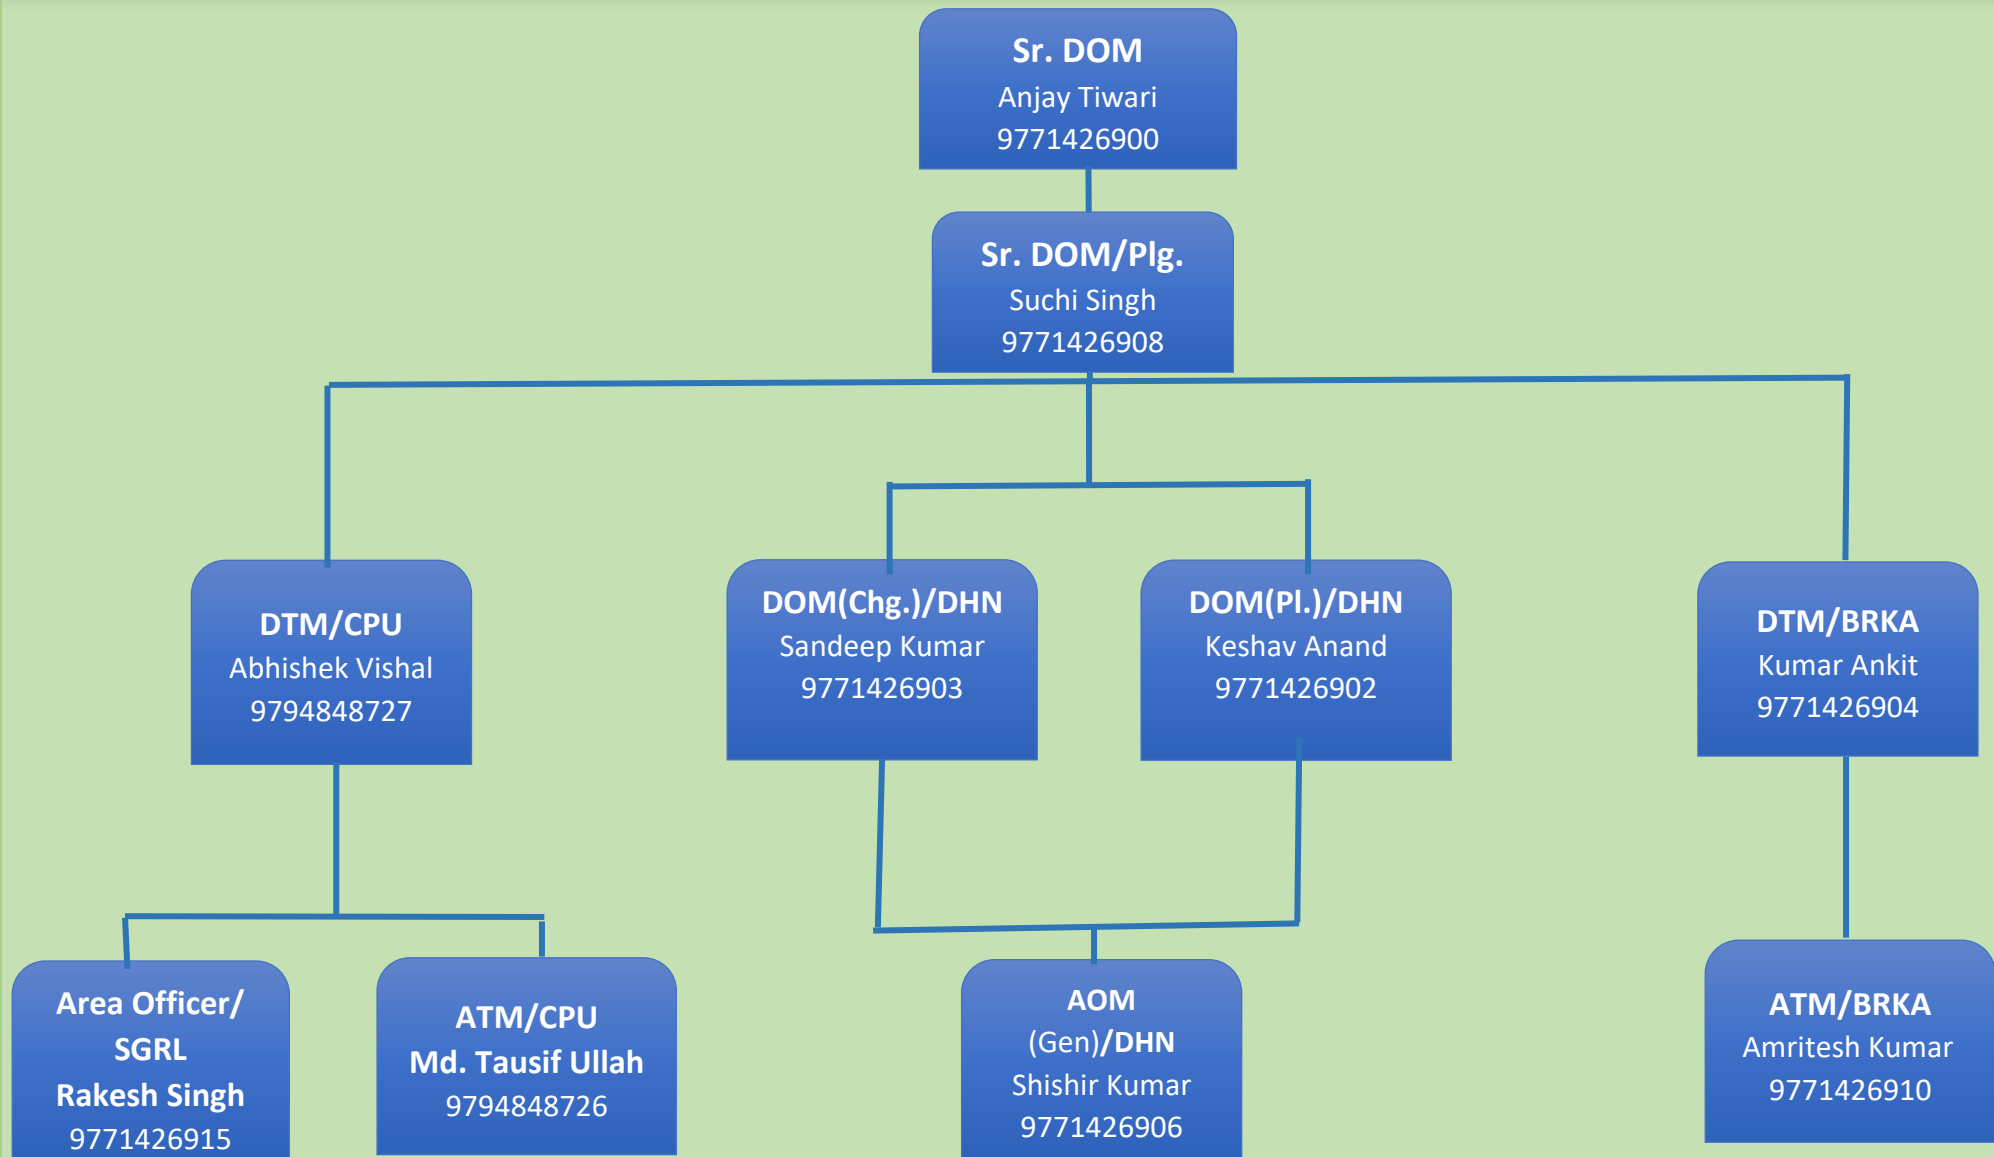 Sr. DOM
Anjay Tiwari
9771426900
Sr. DOM/Plg.
Suchi Singh
9771426908
DTM/CPU
Abhishek Vishal
9794848727
DOM(Chg.)/DHN
Sandeep Kumar
9771426903
DOM(Pl.)/DHN
Keshav Anand
9771426902
DTM/BRKA
Kumar Ankit
9771426904
Area Officer/
SGRL
Rakesh Singh
9771426915
ATM/CPU
Md. Tausif Ullah
9794848726
AOM
(Gen)/DHN
Shishir Kumar
9771426906
ATM/BRKA
Amritesh Kumar
9771426910